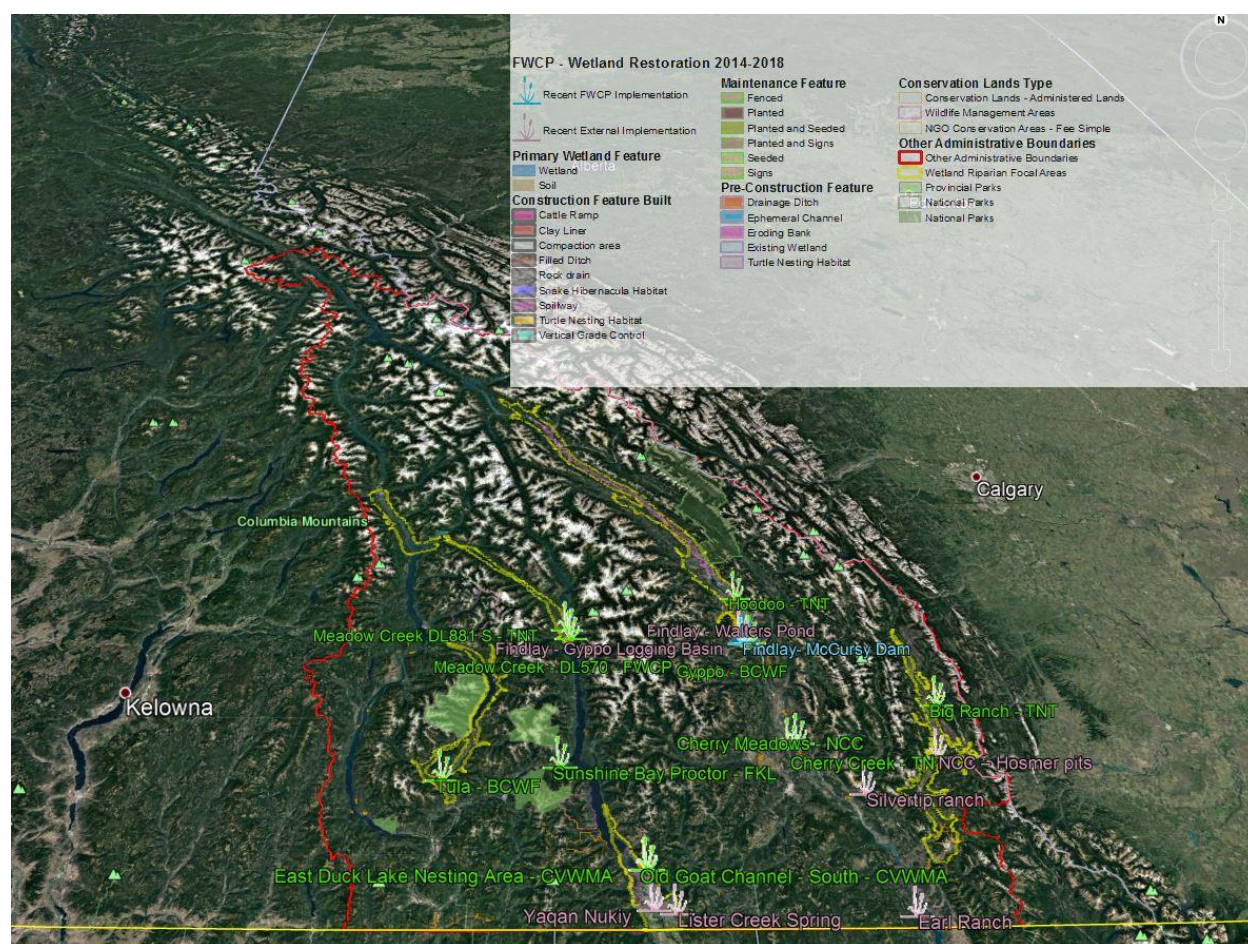 N
FWCP - Wetland Restoration 2014-2018
Recent FWCP Implementation
Recent External Implementation
Primary Wetland Feature
Wetland
Soil
Construction Feature Built
Cattle Ramp
Clay Liner
Compaction area
Filled Ditch
Rock drain
Snake Hibernacula Habitat
Spillway
Turtle Nesting Habitat
Vertical Grade Control
Maintenance Feature
Fenced
Planted
Planted and Seeded
Planted and Signs
Seeded
Signs
Pre-Construction Feature
Drainage Ditch
Ephemeral Channel
Eroding Bank
Existing Wetland
Turtle Nesting Habitat
Conservation Lands Type
Conservation Lands - Administered Lands
Wildlife Management Areas
NGO Conservation Areas - Fee Simple
Other Administrative Boundaries
Other Administrative Boundaries
Wetland Riparian Focal Areas
Provincial Parks
National Parks
National Parks
Alberta
Calgary
Columbia Mountains
Hoodoo - TNT
Meadow Creek DL881 S - TNT
Findlay - Walters Pond
Findlay - Gyppo Logging Basin
Findlay- McCursy Dam
Meadow Creek - DL570 - FWCP
Gyppo - BCWF
Kelowna
Big Ranch - TNT
Cherry Meadows - NCC
Cherry Creek - TN
NCC - Hosmer pits
Sunshine Bay Proctor - FKL
Tula - BCWF
Silvertip ranch
East Duck Lake Nesting Area - CVWMA
Old Goat Channel - South - CVWMA
Yaqan Nukiy
Lister Creek Spring
Earl Ranch